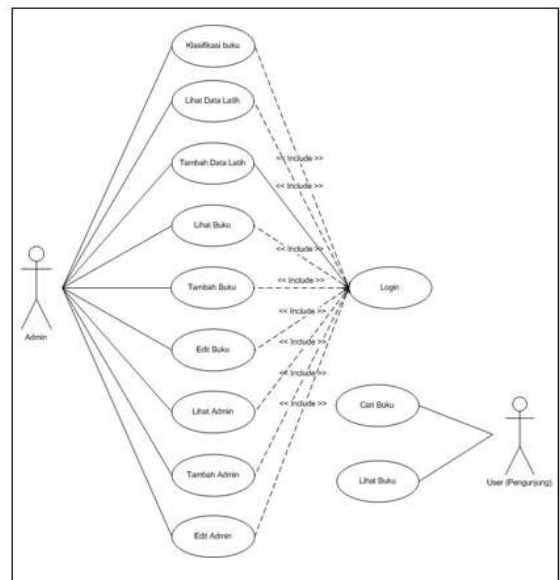 Klasifikasi buku
Lihat Data Latih
<< Include >>
Tambah Data Latih
<< Include >>
Lihat Buku
<< Include >>
Admin
Tambah Buku
<< Include >>
Login
<< Include >>
Edit Buku
<< Include >>
Lihat Admin
<< Include >>
Cari Buku
Tambah Admin
Lihat Buku
User (Pengunjung)
Edit Admin